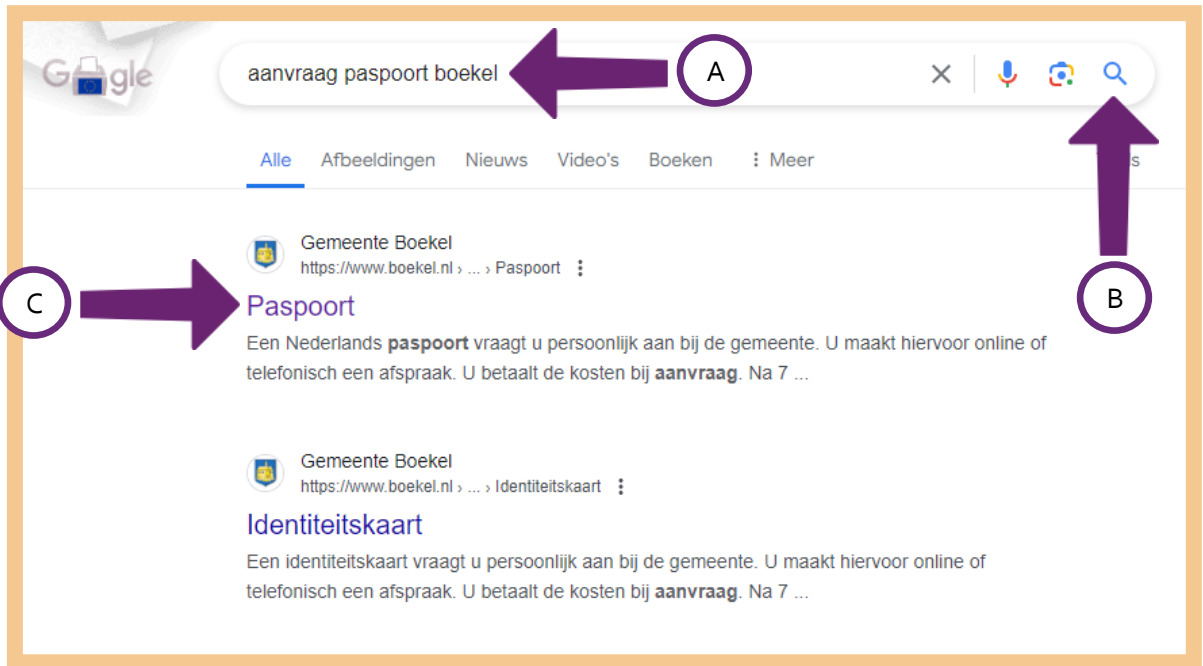 G gle
aanvraag paspoort boekel
A
Alle Afbeeldingen Nieuws Video's Boeken Meer
B
Gemeente Boekel
https://www.boekel.nl › ... › Paspoort
C
Paspoort
Een Nederlands paspoort vraagt u persoonlijk aan bij de gemeente. U maakt hiervoor online of
telefonisch een afspraak. U betaalt de kosten bij aanvraag. Na 7 ...
Gemeente Boekel
https://www.boekel.nl › ... › Identiteitskaart
Identiteitskaart
Een identiteitskaart vraagt u persoonlijk aan bij de gemeente. U maakt hiervoor online of
telefonisch een afspraak. U betaalt de kosten bij aanvraag. Na 7 ...